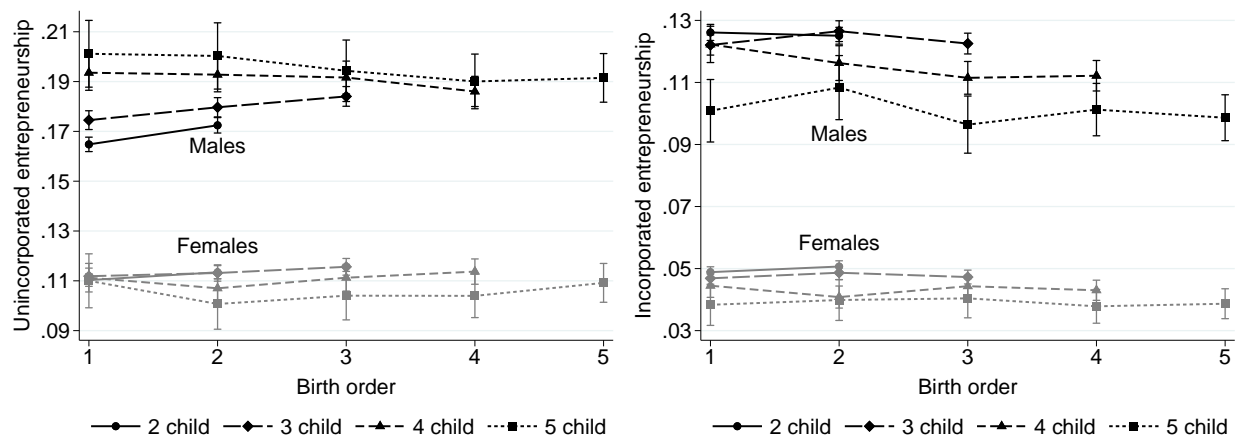 Unincorporated entrepreneurship
.21
.19
.17
.15
.13
.11
.09
Males
Females
1 2 3 4 5
Birth order
2 child 3 child 4 child 5 child
Incorporated entrepreneurship
.13
.11
.09
.07
.05
.03
Males
Females
1 2 3 4 5
Birth order
2 child 3 child 4 child 5 child